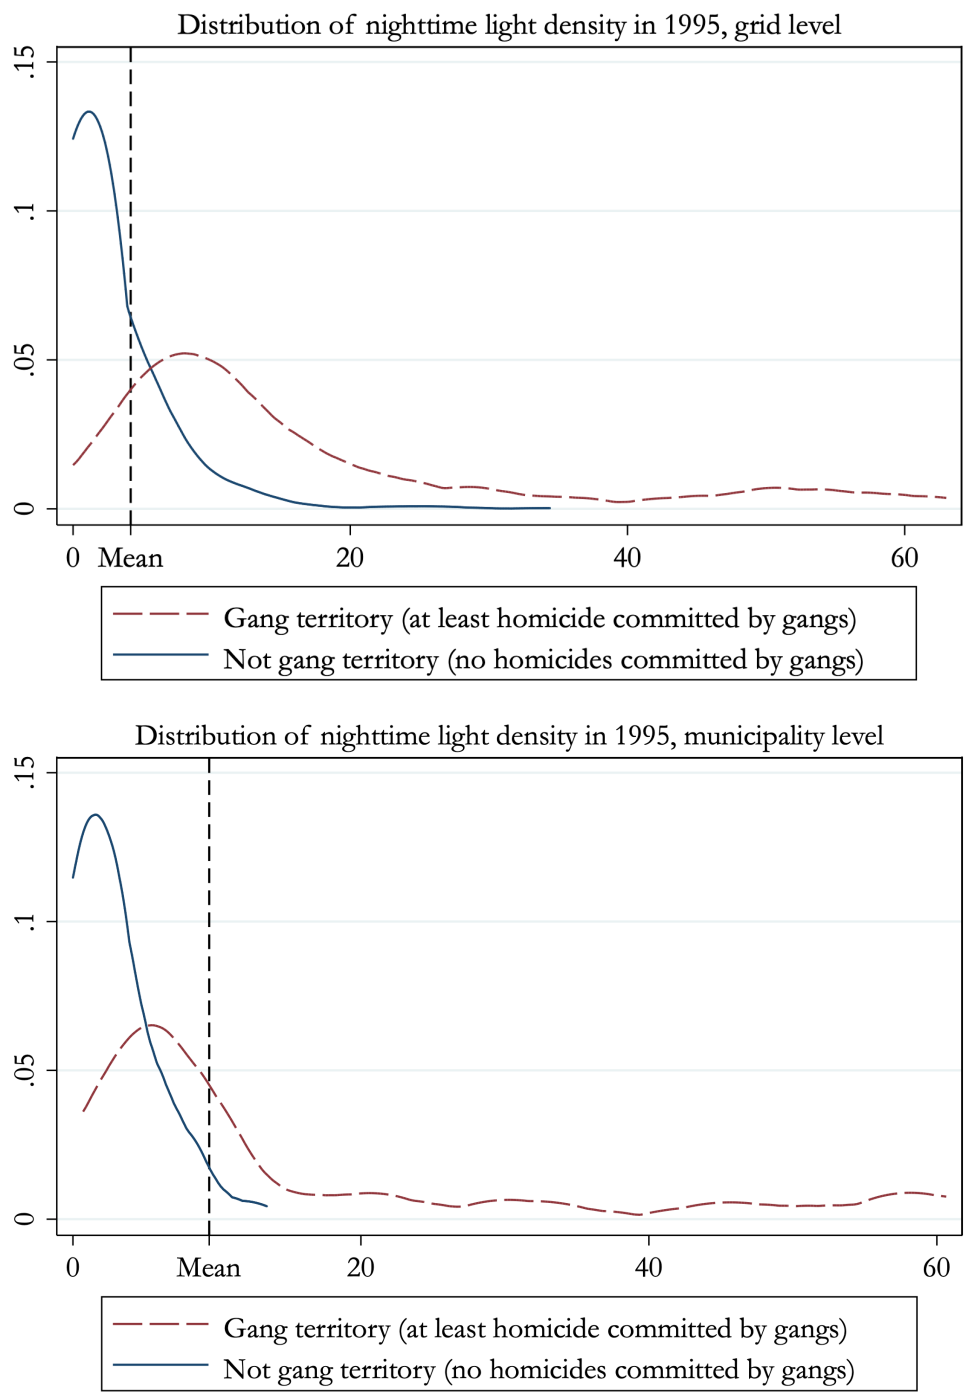 Distribution of nighttime light density in 1995, grid level
.15
.1
.05
0
0 Mean 20 40 60
Gang territory (at least homicide committed by gangs)
Not gang territory (no homicides committed by gangs)
Distribution of nighttime light density in 1995, municipality level
.15
.1
.05
0
0 Mean 20 40 60
Gang territory (at least homicide committed by gangs)
Not gang territory (no homicides committed by gangs)